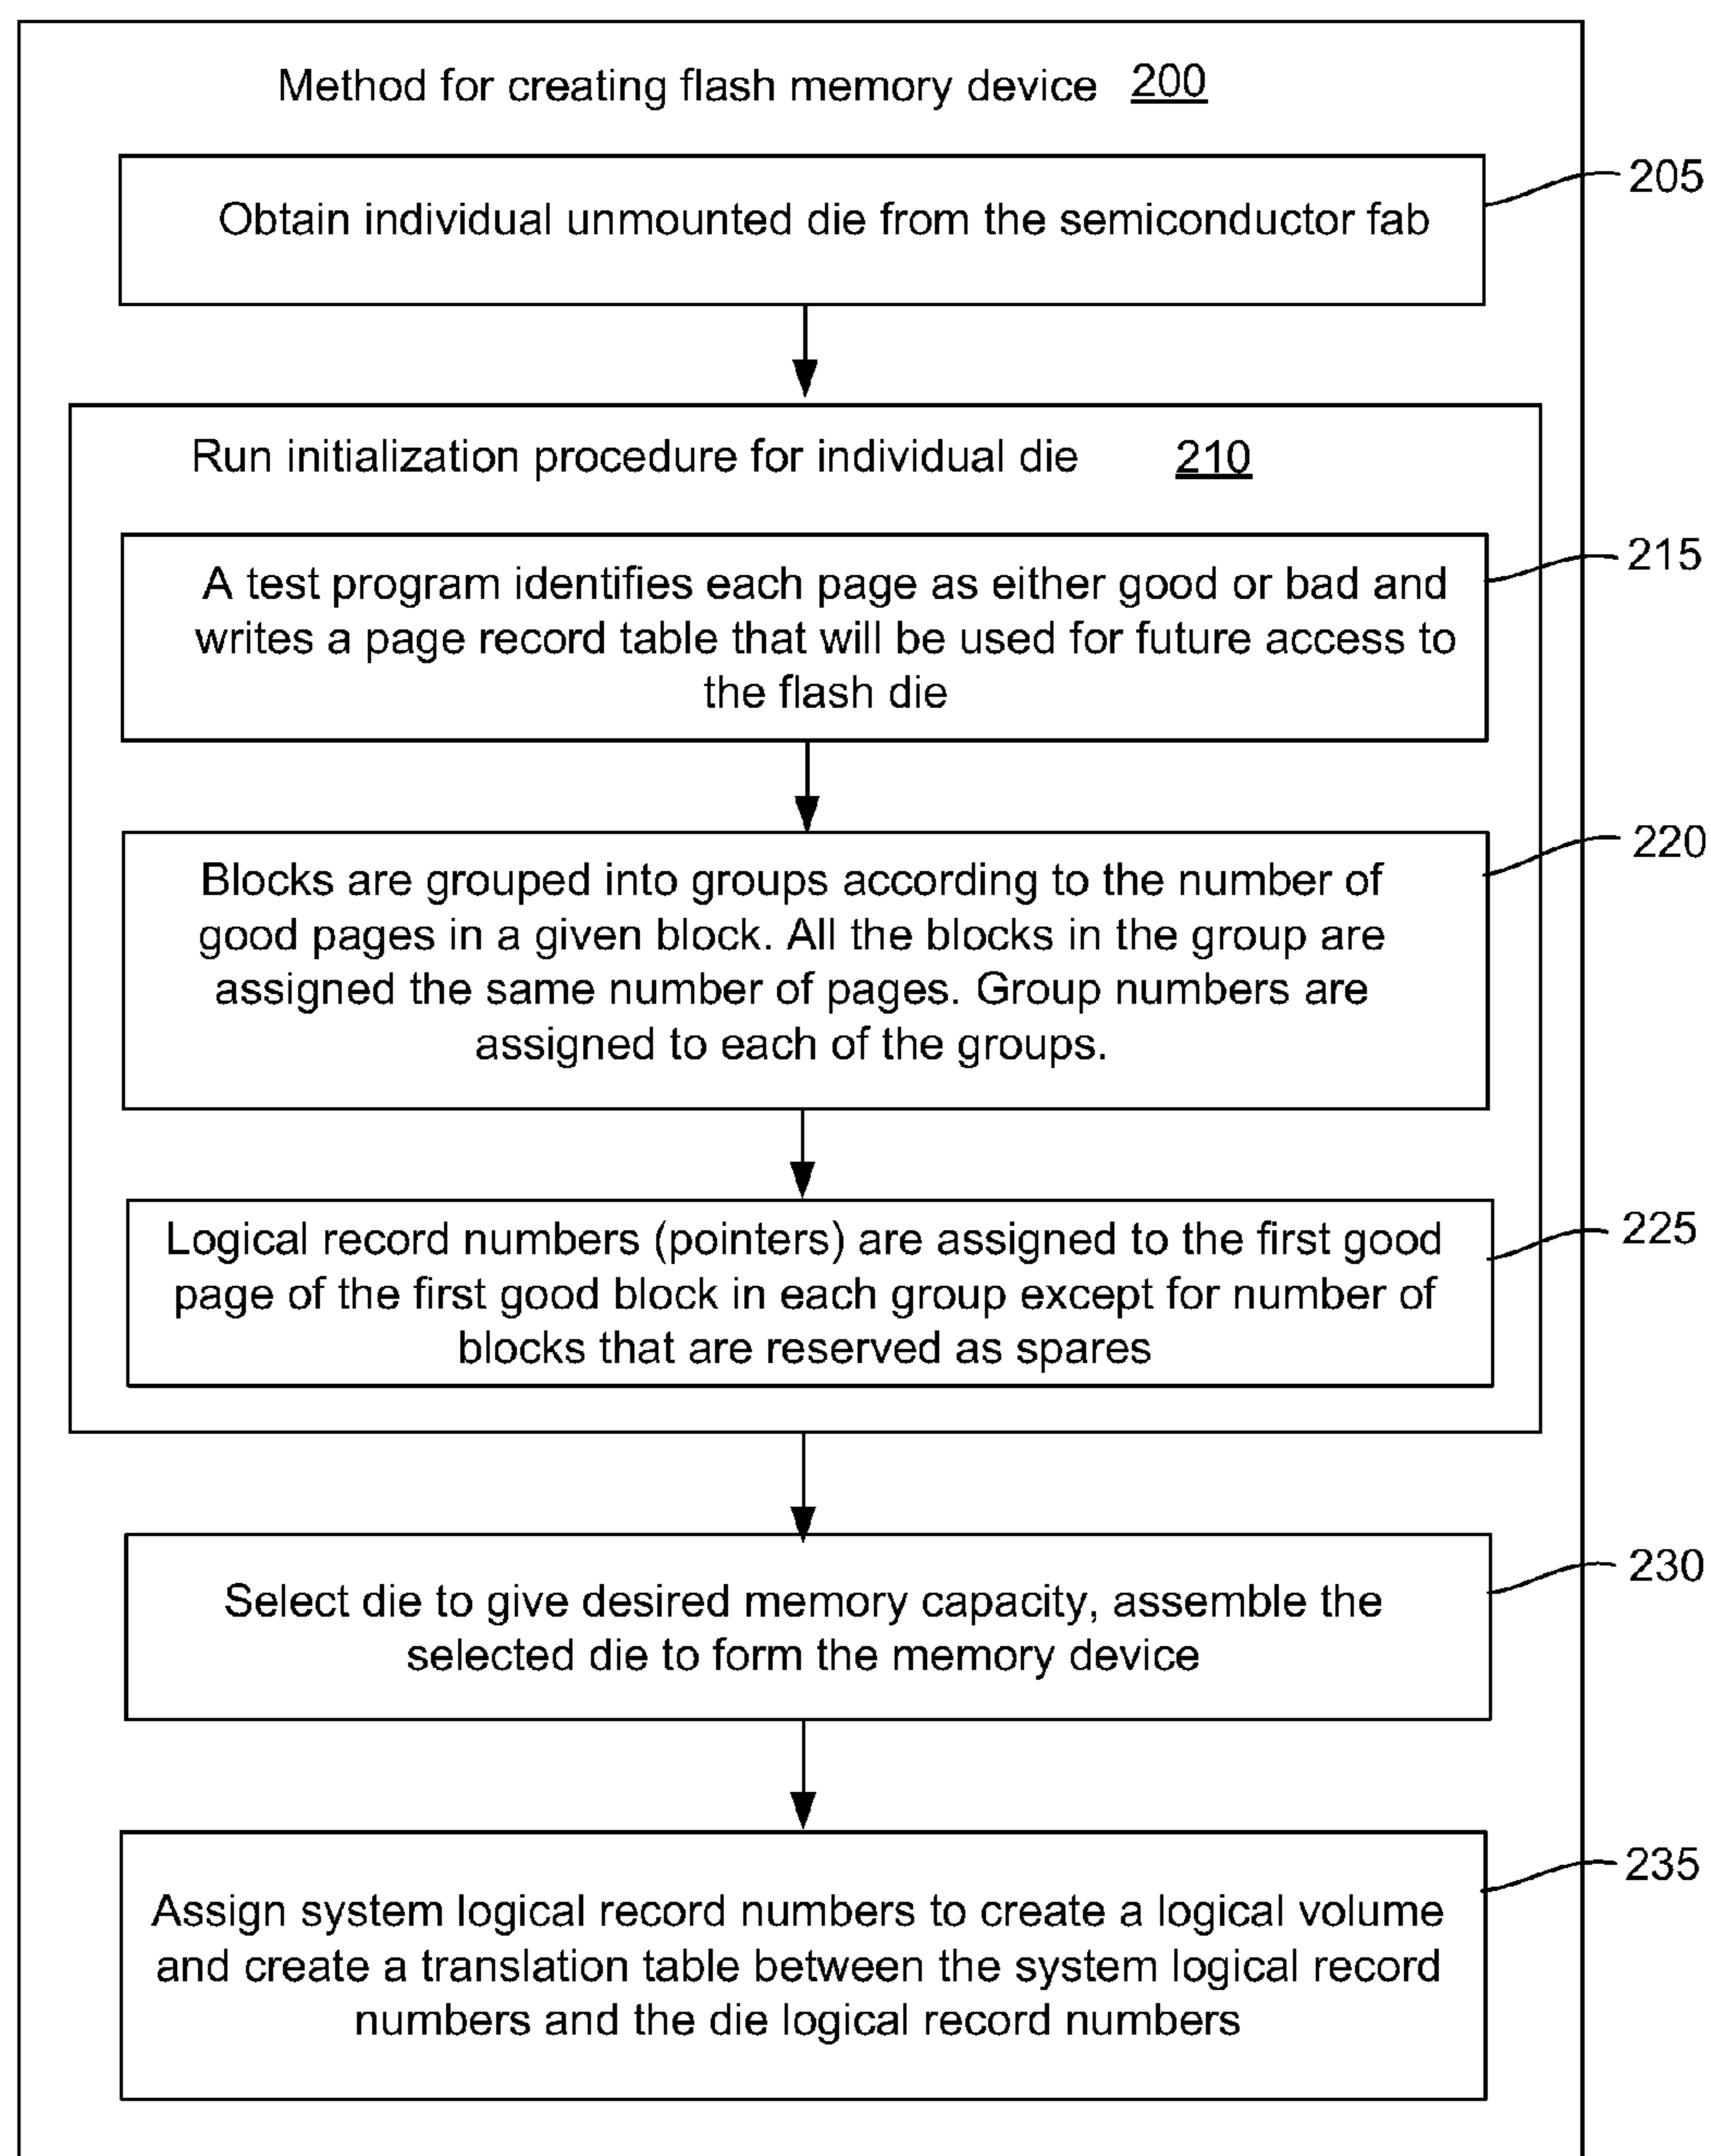 Method for creating flash memory device 200
Obtain individual unmounted die from the semiconductor fab
205
Run initialization procedure for individual die 210
A test program identifies each page as either good or bad and
writes a page record table that will be used for future access to
the flash die
215
Blocks are grouped into groups according to the number of
good pages in a given block. All the blocks in the group are
assigned the same number of pages. Group numbers are
assigned to each of the groups.
220
Logical record numbers (pointers) are assigned to the first good
page of the first good block in each group except for number of
blocks that are reserved as spares
225
Select die to give desired memory capacity, assemble the
selected die to form the memory device
230
Assign system logical record numbers to create a logical volume
and create a translation table between the system logical record
numbers and the die logical record numbers
235